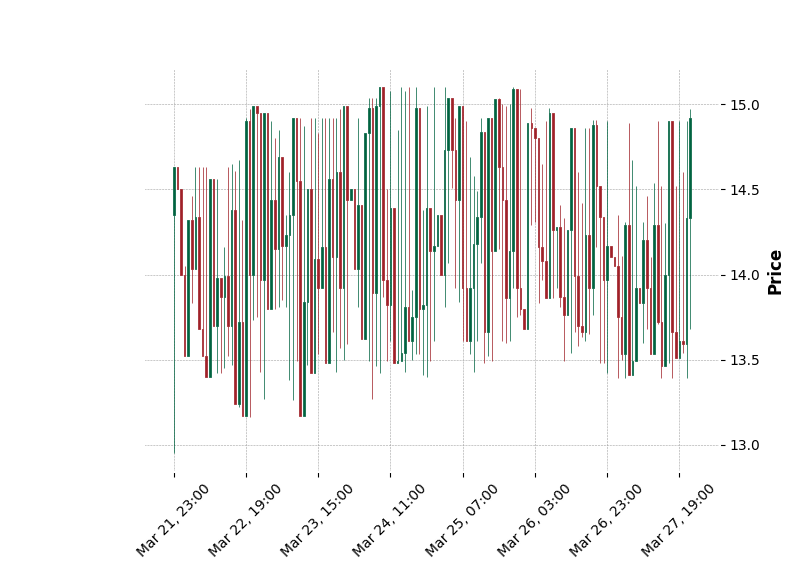 15.0
14.5
14.0
13.5
13.0
Price
Mar 21, 23:00
Mar 22, 19:00
Mar 23, 15:00
Mar 24, 11:00
Mar 25, 07:00
Mar 26, 03:00
Mar 26, 23:00
Mar 27, 19:00